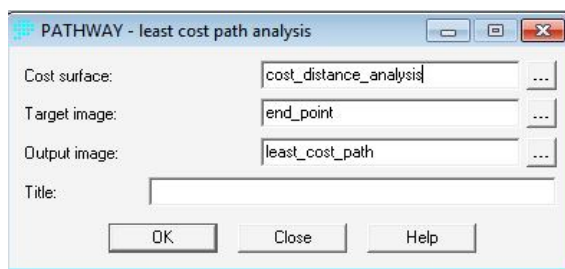 PATHWAY - least cost path analysis
Cost surface: cost_distance_analysis ...
Target image: end_point ...
Output image: least_cost_path ...
Title:
OK Close Help